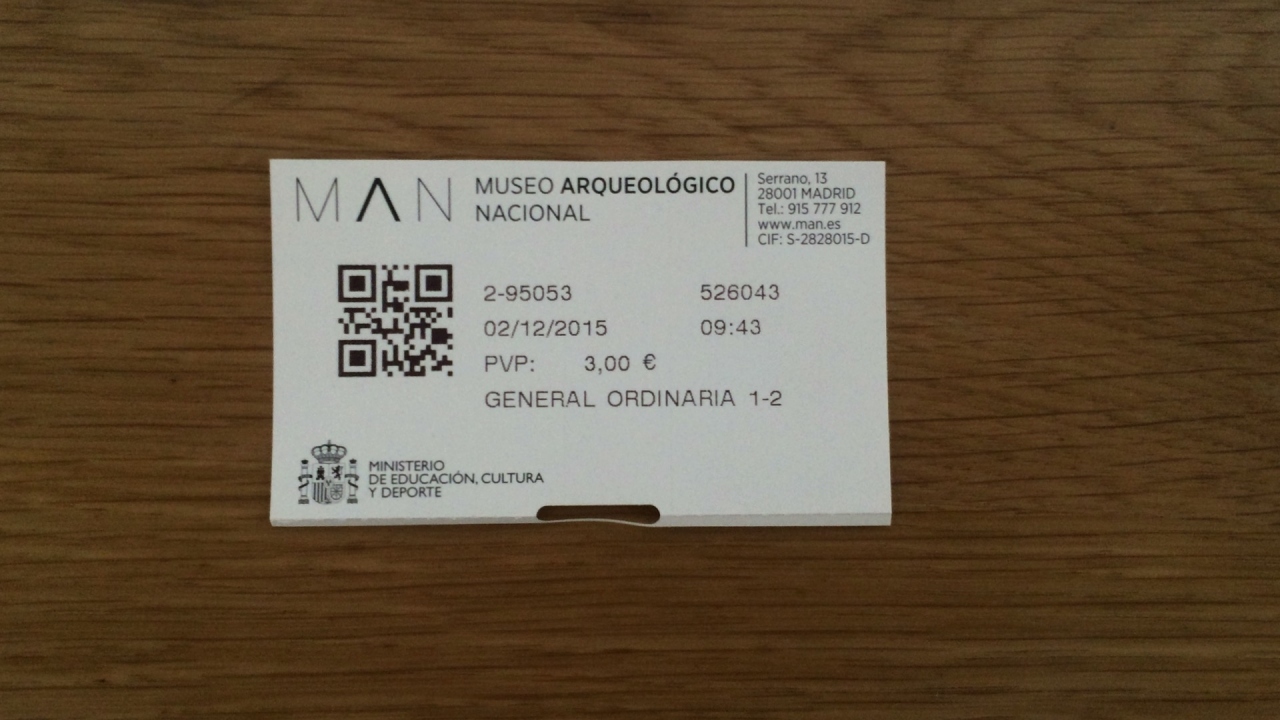 MAN
MUSEO ARQUEOLÓGICO
NACIONAL
Serrano, 13
28001 MADRID
Tel.: 915 777 912
www.man.es
CIF: S-2828015-D
2-95053 526043
02/12/2015 09:43
PVP: 3,00 €
GENERAL ORDINARIA 1-2
MINISTERIO
DE EDUCACIÓN, CULTURA
Y DEPORTE